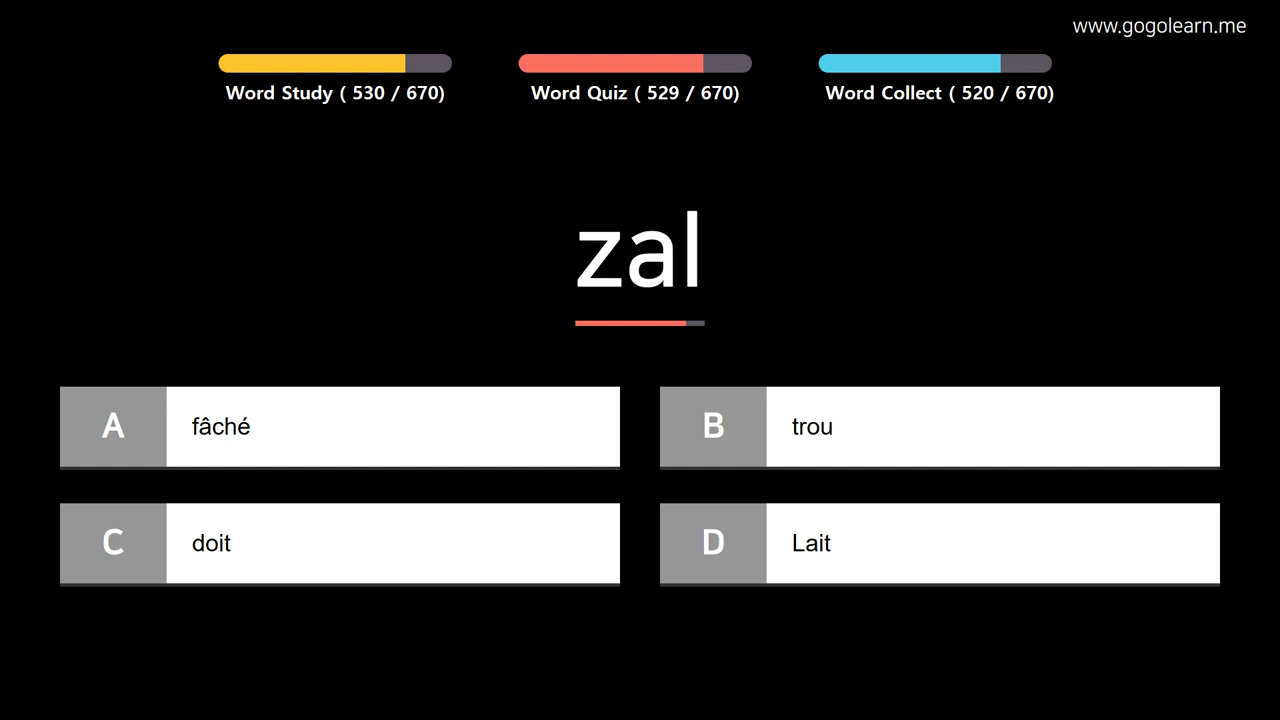 www.gogolearn.me
Word Study ( 530 / 670)
Word Quiz ( 529 / 670)
Word Collect ( 520 / 670)
zal
A fâché
B trou
C doit
D Lait